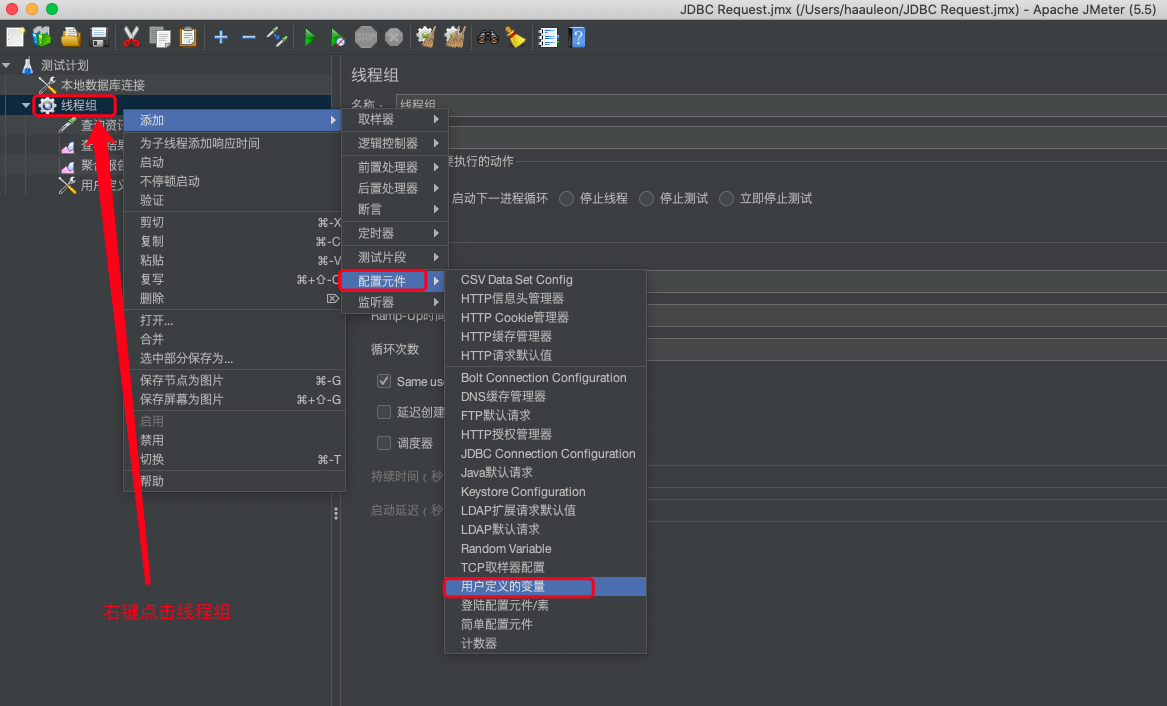 JDBC Request.jmx (/Users/haauleon/JDBC Request.jmx) - Apache JMeter (5.5)
STOP
测试计划
本地数据库连接
线程组
用户定义
线程组
名称：
线程组
要执行的动作
启动下一进程循环
停止线程
停止测试
立即停止测试
Ramp-Up时间
循环次数
Same us
延迟创建
调度器
持续时间（秒
启动延迟（秒
添加
为子线程添加响应时间
启动
不停顿启动
验证
剪切 ⌘-X
复制 ⌘-C
粘贴 ⌘-V
复写 ⌘+⇧-C
删除 ⌦
打开...
合并
选中部分保存为...
保存节点为图片 ⌘-G
保存屏幕为图片 ⌘+⇧-G
启用
禁用
切换 ⌘-T
帮助
取样器
逻辑控制器
前置处理器
后置处理器
断言
定时器
测试片段
配置元件
监听器
CSV Data Set Config
HTTP信息头管理器
HTTP Cookie管理器
HTTP缓存管理器
HTTP请求默认值
Bolt Connection Configuration
DNS缓存管理器
FTP默认请求
HTTP授权管理器
JDBC Connection Configuration
Java默认请求
Keystore Configuration
LDAP扩展请求默认值
LDAP默认请求
Random Variable
TCP取样器配置
用户定义的变量
登陆配置元件/素
简单配置元件
计数器
右键点击线程组